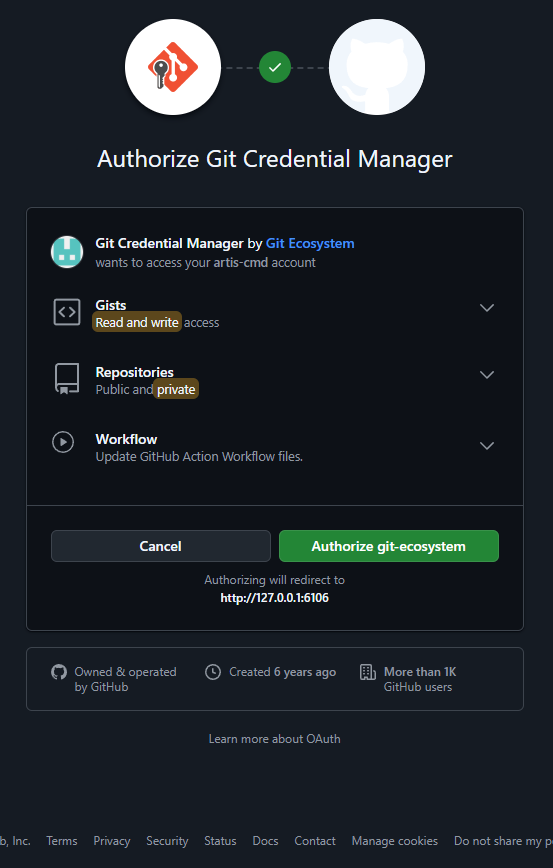 Authorize Git Credential Manager
Git Credential Manager by Git Ecosystem
wants to access your artis-cmd account
Gists
Read and write access
Repositories
Public and private
Workflow
Update GitHub Action Workflow files.
Cancel
Authorize git-ecosystem
Authorizing will redirect to
http://127.0.0.1:6106
Owned & operated
by GitHub
Created 6 years ago
More than 1K
GitHub users
Learn more about OAuth
b, Inc. Terms Privacy Security Status Docs Contact Manage cookies Do not share my pe